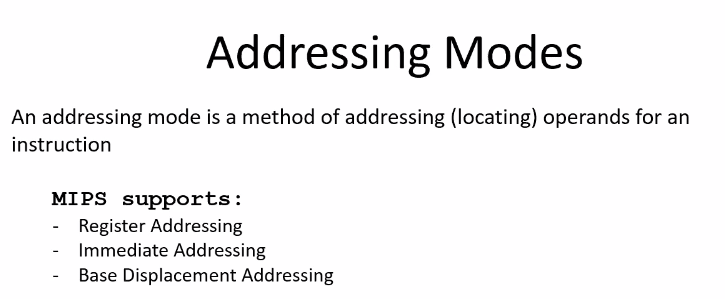 Addressing Modes
An addressing mode is a method of addressing (locating) operands for an
instruction
MIPS supports:
- Register Addressing
- Immediate Addressing
- Base Displacement Addressing